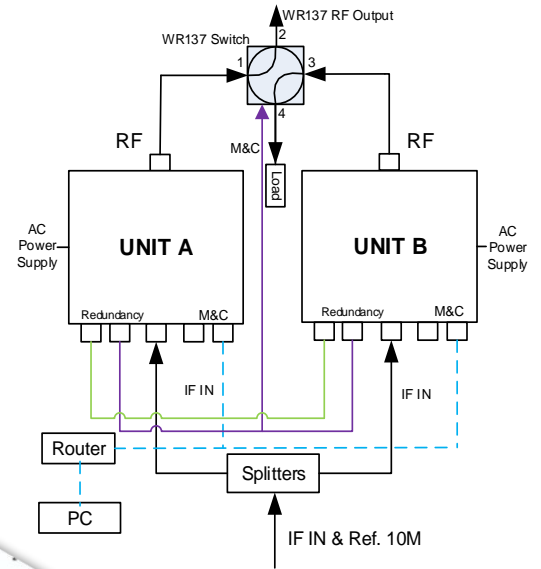 WR137 RF Output
WR137 Switch
2
1
3
4
RF
M&C
RF
Load
AC
Power
Supply
UNIT A
UNIT B
AC
Power
Supply
Redundancy
M&C
Redundancy
M&C
IF IN
IF IN
Router
Splitters
PC
IF IN & Ref. 10M